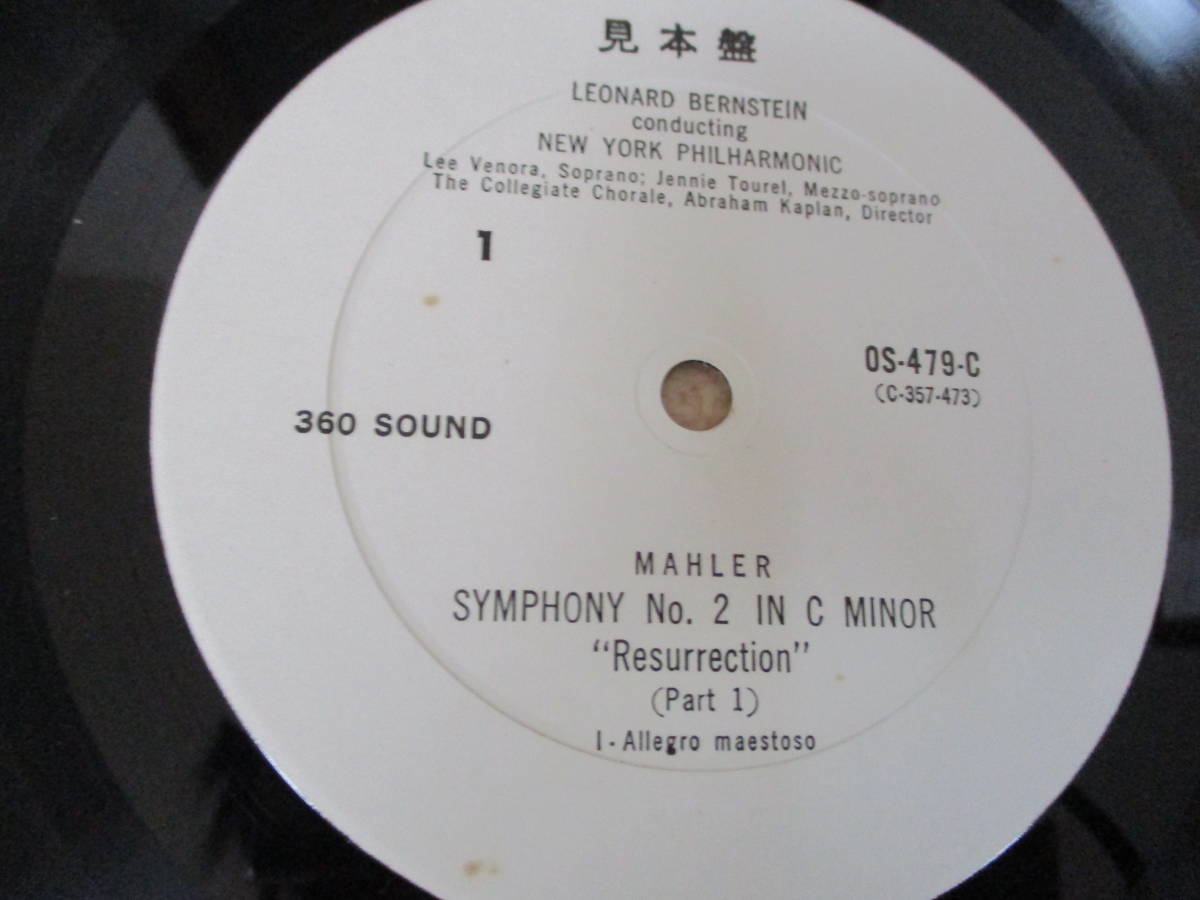 見本盤
LEONARD BERNSTEIN
conducting
NEW YORK PHILHARMONIC
Lee Venora, Soprano; Jennie Tourel, Mezzo-soprano
The Collegiate Chorale, Abraham Kaplan, Director
1
OS-479-C
(C-357-473)
360 SOUND
MAHLER
SYMPHONY No. 2 IN C MINOR
“Resurrection”
(Part 1)
I - Allegro maestoso